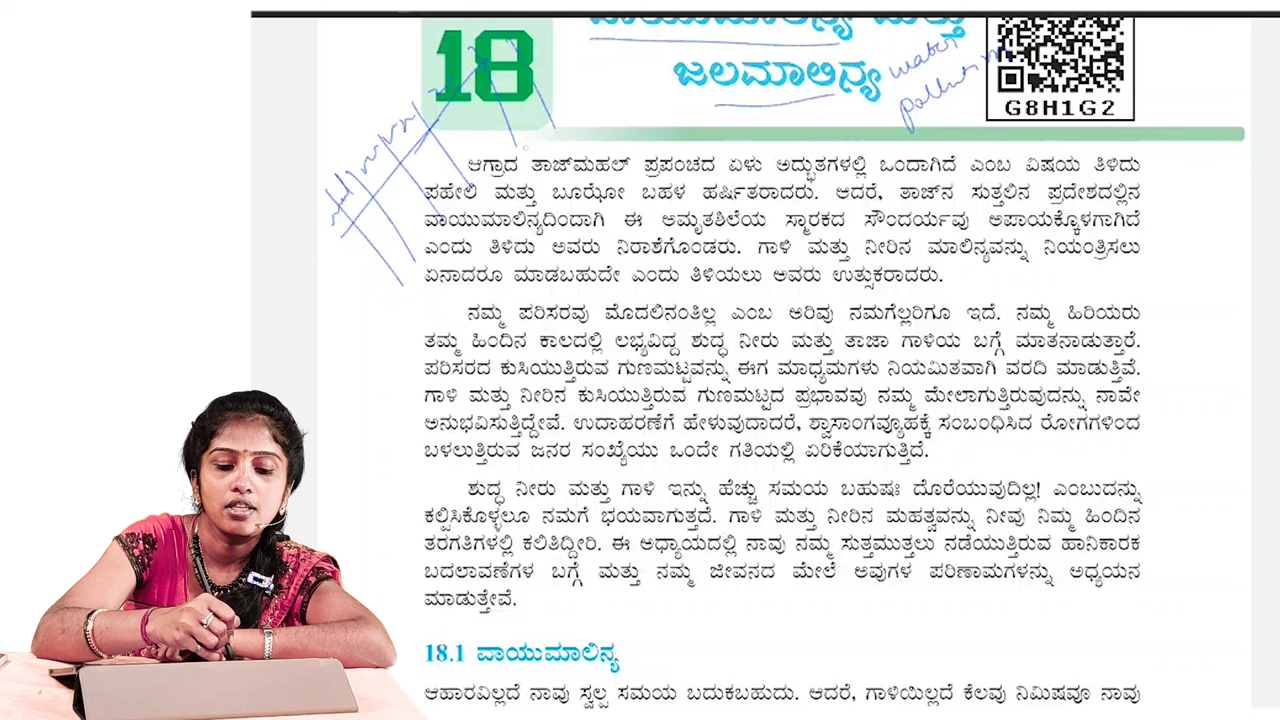 18
ವಾಯುಮಾಲಿನ್ಯ ಮತ್ತು
ಜಲಮಾಲಿನ್ಯ
water
pollution
G8H1G2
ಆಗ್ರಾದ ತಾಜ್‌ಮಹಲ್ ಪ್ರಪಂಚದ ಏಳು ಅದ್ಭುತಗಳಲ್ಲಿ ಒಂದಾಗಿದೆ ಎಂಬ ವಿಷಯ ತಿಳಿದು
ಪಹೇಲಿ ಮತ್ತು ಬೂಝೋ ಬಹಳ ಹರ್ಷಿತರಾದರು. ಆದರೆ, ತಾಜ್‌ನ ಸುತ್ತಲಿನ ಪ್ರದೇಶದಲ್ಲಿನ
ವಾಯುಮಾಲಿನ್ಯದಿಂದಾಗಿ ಈ ಅಮೃತಶಿಲೆಯ ಸ್ಮಾರಕದ ಸೌಂದರ್ಯವು ಅಪಾಯಕ್ಕೊಳಗಾಗಿದೆ
ಎಂದು ತಿಳಿದು ಅವರು ನಿರಾಶೆಗೊಂಡರು. ಗಾಳಿ ಮತ್ತು ನೀರಿನ ಮಾಲಿನ್ಯವನ್ನು ನಿಯಂತ್ರಿಸಲು
ಏನಾದರೂ ಮಾಡಬಹುದೇ ಎಂದು ತಿಳಿಯಲು ಅವರು ಉತ್ಸುಕರಾದರು.
ನಮ್ಮ ಪರಿಸರವು ಮೊದಲಿನಂತಿಲ್ಲ ಎಂಬ ಅರಿವು ನಮಗೆಲ್ಲರಿಗೂ ಇದೆ. ನಮ್ಮ ಹಿರಿಯರು
ತಮ್ಮ ಹಿಂದಿನ ಕಾಲದಲ್ಲಿ ಲಭ್ಯವಿದ್ದ ಶುದ್ಧ ನೀರು ಮತ್ತು ತಾಜಾ ಗಾಳಿಯ ಬಗ್ಗೆ ಮಾತನಾಡುತ್ತಾರೆ.
ಪರಿಸರದ ಕುಸಿಯುತ್ತಿರುವ ಗುಣಮಟ್ಟವನ್ನು ಈಗ ಮಾಧ್ಯಮಗಳು ನಿಯಮಿತವಾಗಿ ವರದಿ ಮಾಡುತ್ತಿವೆ.
ಗಾಳಿ ಮತ್ತು ನೀರಿನ ಕುಸಿಯುತ್ತಿರುವ ಗುಣಮಟ್ಟದ ಪ್ರಭಾವವು ನಮ್ಮ ಮೇಲಾಗುತ್ತಿರುವುದನ್ನು ನಾವೇ
ಅನುಭವಿಸುತ್ತಿದ್ದೇವೆ. ಉದಾಹರಣೆಗೆ ಹೇಳುವುದಾದರೆ, ಶ್ವಾಸಾಂಗವ್ಯೂಹಕ್ಕೆ ಸಂಬಂಧಿಸಿದ ರೋಗಗಳಿಂದ
ಬಳಲುತ್ತಿರುವ ಜನರ ಸಂಖ್ಯೆಯು ಒಂದೇ ಗತಿಯಲ್ಲಿ ಏರಿಕೆಯಾಗುತ್ತಿದೆ.
ಶುದ್ಧ ನೀರು ಮತ್ತು ಗಾಳಿ ಇನ್ನು ಹೆಚ್ಚು ಸಮಯ ಬಹುಷಃ ದೊರೆಯುವುದಿಲ್ಲ! ಎಂಬುದನ್ನು
ಕಲ್ಪಿಸಿಕೊಳ್ಳಲೂ ನಮಗೆ ಭಯವಾಗುತ್ತದೆ. ಗಾಳಿ ಮತ್ತು ನೀರಿನ ಮಹತ್ವವನ್ನು ನೀವು ನಿಮ್ಮ ಹಿಂದಿನ
ತರಗತಿಗಳಲ್ಲಿ ಕಲಿತಿದ್ದೀರಿ. ಈ ಅಧ್ಯಾಯದಲ್ಲಿ ನಾವು ನಮ್ಮ ಸುತ್ತಮುತ್ತಲು ನಡೆಯುತ್ತಿರುವ ಹಾನಿಕಾರಕ
ಬದಲಾವಣೆಗಳ ಬಗ್ಗೆ ಮತ್ತು ನಮ್ಮ ಜೀವನದ ಮೇಲೆ ಅವುಗಳ ಪರಿಣಾಮಗಳನ್ನು ಅಧ್ಯಯನ
ಮಾಡುತ್ತೇವೆ.
18.1 ವಾಯುಮಾಲಿನ್ಯ
ಆಹಾರವಿಲ್ಲದೆ ನಾವು ಸ್ವಲ್ಪ ಸಮಯ ಬದುಕಬಹುದು. ಆದರೆ, ಗಾಳಿಯಿಲ್ಲದೆ ಕೆಲವು ನಿಮಿಷವೂ ನಾವು